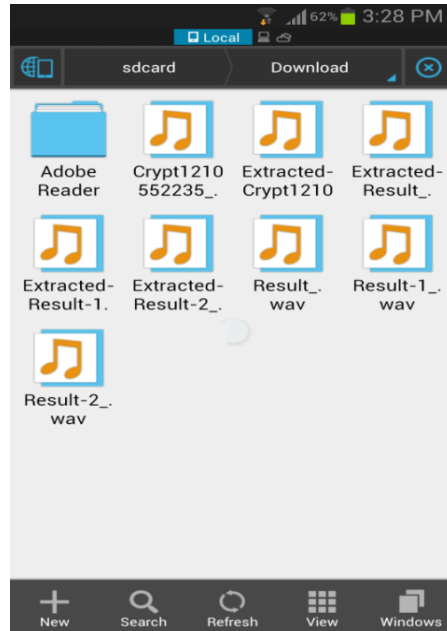 62% 3:28 PM
Local
sdcard Download
Adobe Reader
Crypt1210
552235_.
Extracted-
Crypt1210
Extracted-
Result_.
Extracted-
Result-1.
Extracted-
Result-2_.
Result_.
wav
Result-1_.
wav
Result-2_.
wav
New Search Refresh View Windows